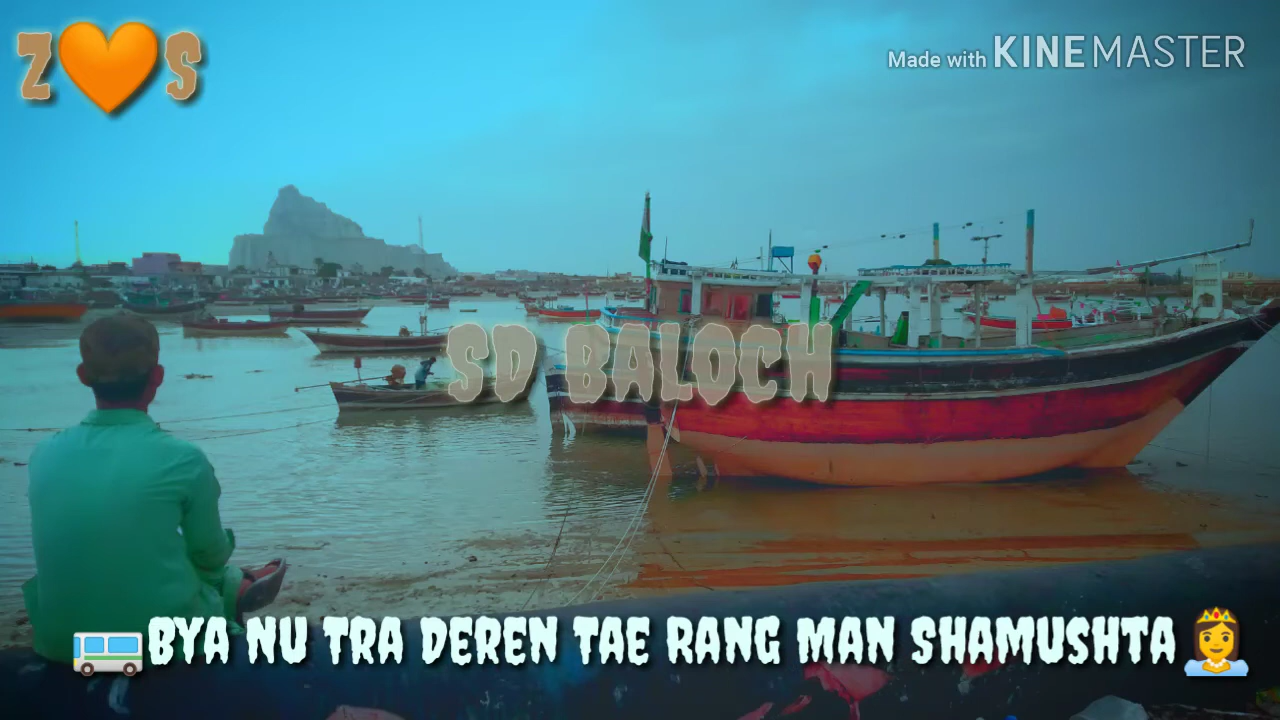 Z🧡S
Made with KINEMASTER
SD BALOCH
🚐BYA NU TRA DEREN TAE RANG MAN SHAMUSHTA👸